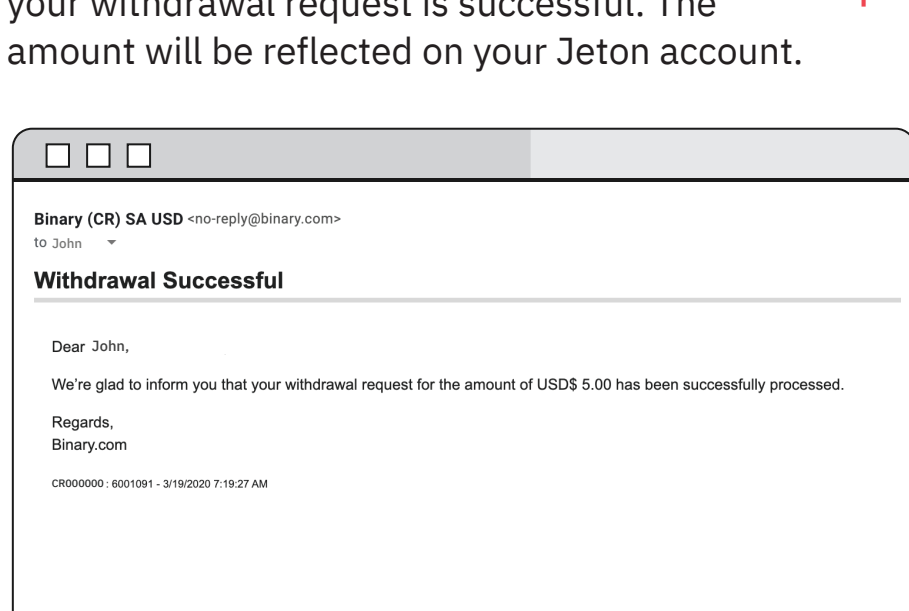 your withdrawal request is successful. The
amount will be reflected on your Jeton account.
Binary (CR) SA USD <no-reply@binary.com>
to John
Withdrawal Successful
Dear John,
We're glad to inform you that your withdrawal request for the amount of USD$ 5.00 has been successfully processed.
Regards,
Binary.com
CR000000 : 6001091 - 3/19/2020 7:19:27 AM